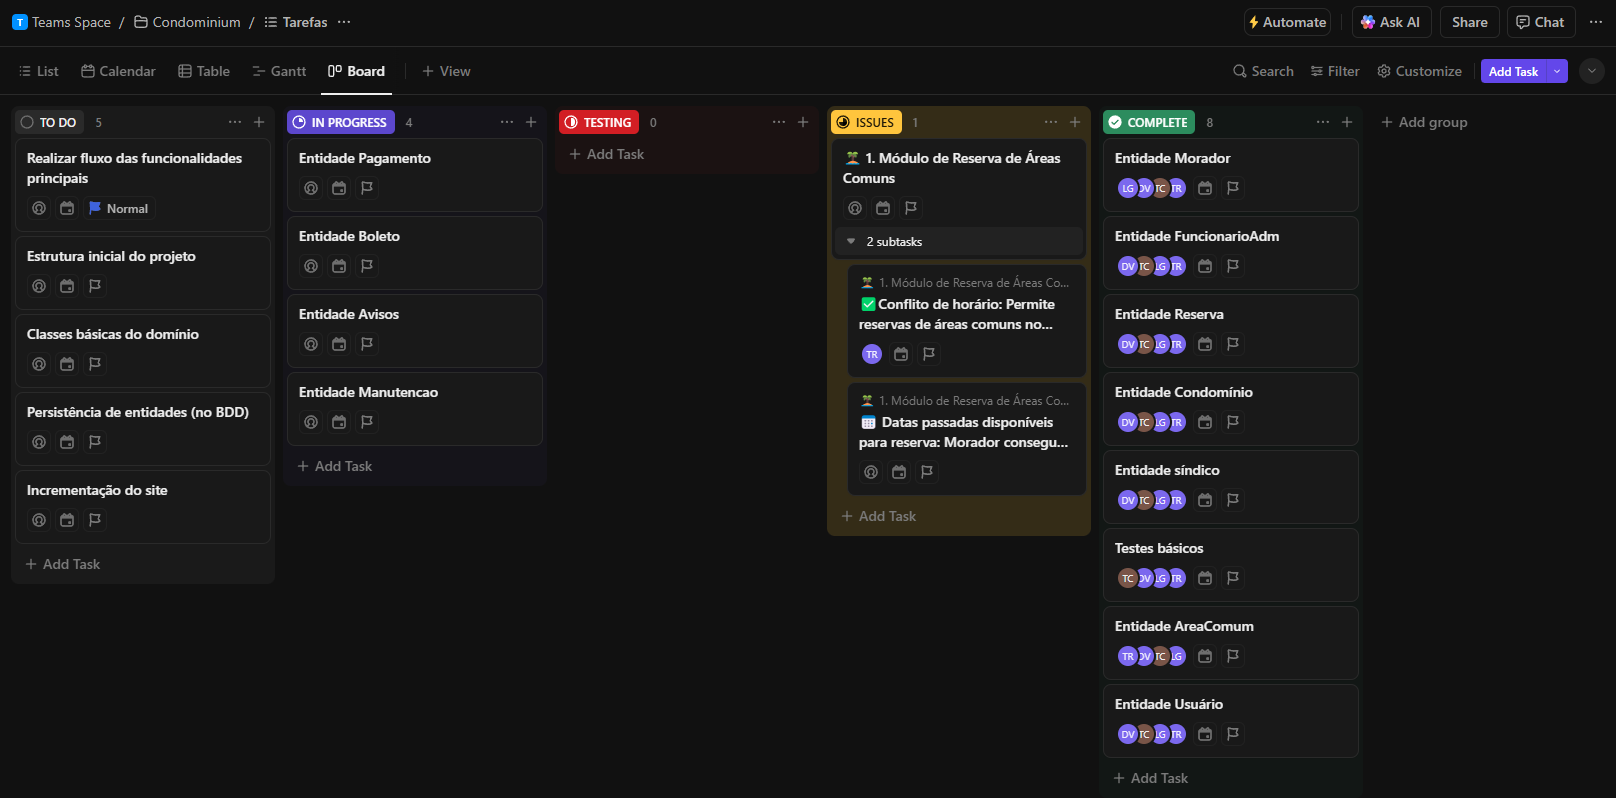 T Teams Space / Condominium / Tarefas ...
Automate Ask AI Share Chat ...
List Calendar Table Gantt Board + View
Search Filter Customize Add Task
TO DO 5 ... +
Realizar fluxo das funcionalidades
principais
Normal
Estrutura inicial do projeto
Classes básicas do domínio
Persistência de entidades (no BDD)
Incrementação do site
+ Add Task
IN PROGRESS 4 ... +
Entidade Pagamento
Entidade Boleto
Entidade Avisos
Entidade Manutencao
+ Add Task
TESTING 0 ... +
+ Add Task
ISSUES 1 ... +
🏝️ 1. Módulo de Reserva de Áreas
Comuns
2 subtasks
🏝️ 1. Módulo de Reserva de Áreas Co...
✅ Conflito de horário: Permite
reservas de áreas comuns no...
TR
🏝️ 1. Módulo de Reserva de Áreas Co...
📅 Datas passadas disponíveis
para reserva: Morador consegu...
+ Add Task
COMPLETE 8 ... +
Entidade Morador
LG DV TC TR
Entidade FuncionarioAdm
DV TC LG TR
Entidade Reserva
DV TC LG TR
Entidade Condomínio
DV TC LG TR
Entidade síndico
DV TC LG TR
Testes básicos
TC DV LG TR
Entidade AreaComum
TR DV TC LG
Entidade Usuário
DV TC LG TR
+ Add Task
+ Add group